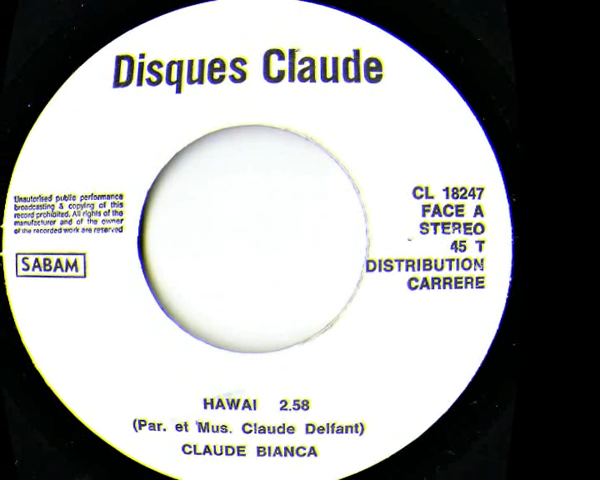 Disques Claude
Unauthorised public performance
broadcasting & copying of this
record prohibited. All rights of the
manufacturer and of the owner
of the recorded work are reserved
SABAM
CL 18247
FACE A
STEREO
45 T
DISTRIBUTION
CARRERE
HAWAI 2.58
(Par. et Mus. Claude Delfant)
CLAUDE BIANCA